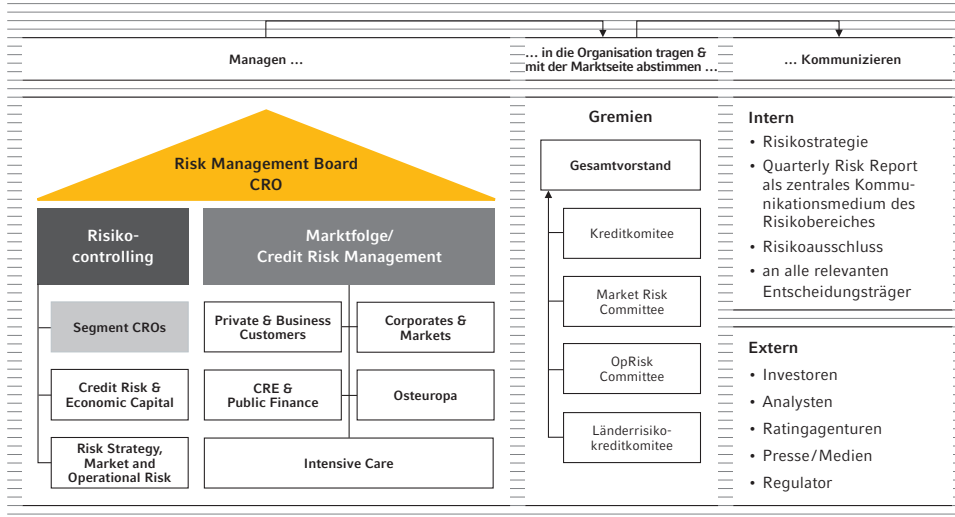 Managen …
… in die Organisation tragen &
mit der Marktseite abstimmen …
… Kommunizieren
Risk Management Board
CRO
Risiko-
controlling
Marktfolge/
Credit Risk Management
Segment CROs
Private & Business
Customers
Corporates &
Markets
Credit Risk &
Economic Capital
CRE &
Public Finance
Osteuropa
Risk Strategy,
Market and
Operational Risk
Intensive Care
Gremien
Gesamtvorstand
Kreditkomitee
Market Risk
Committee
OpRisk
Committee
Länderrisiko-
kreditkomitee
Intern
• Risikostrategie
• Quarterly Risk Report
als zentrales Kommu-
nikationsmedium des
Risikobereiches
• Risikoausschluss
• an alle relevanten
Entscheidungsträger
Extern
• Investoren
• Analysten
• Ratingagenturen
• Presse/Medien
• Regulator